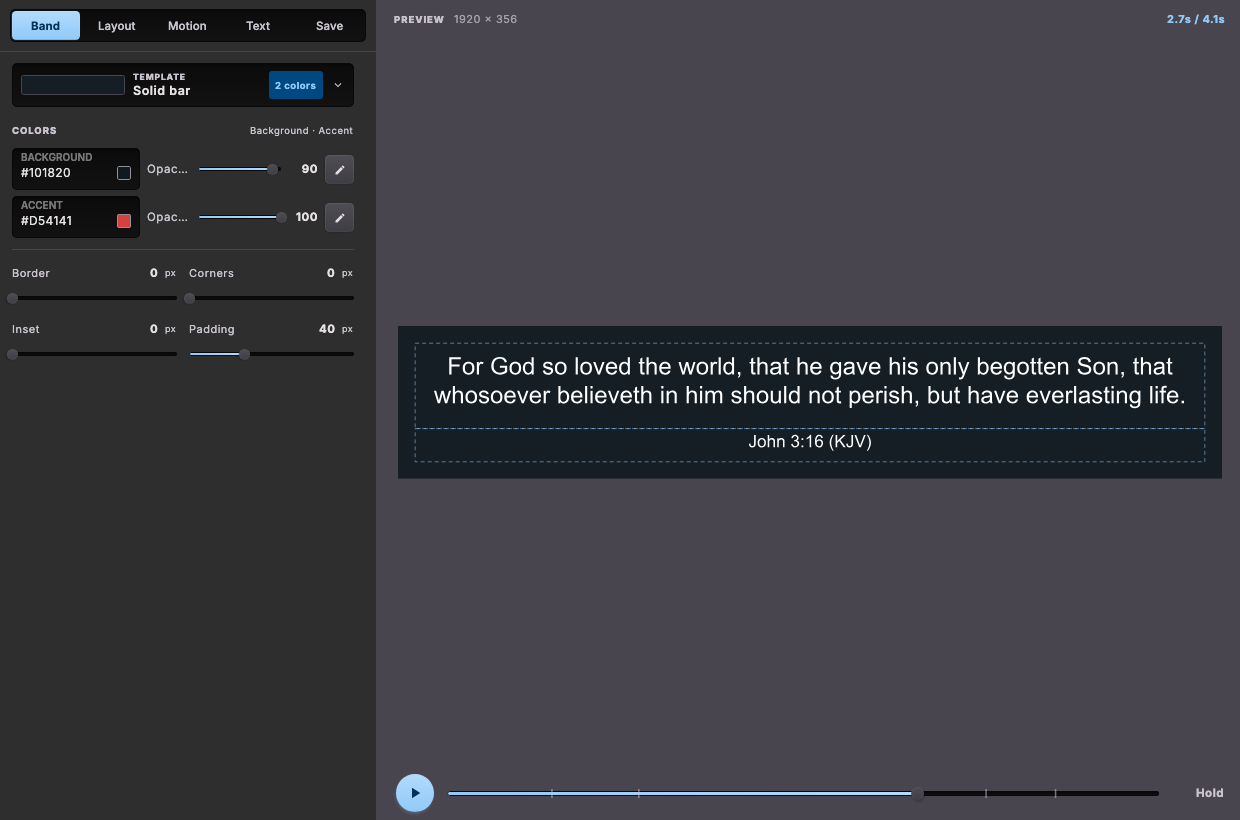 Band
Layout
Motion
Text
Save
TEMPLATE
Solid bar
2 colors
COLORS
Background · Accent
BACKGROUND
#101820
Opac...
90
ACCENT
#D54141
Opac...
100
Border
0 px
Corners
0 px
Inset
0 px
Padding
40 px
PREVIEW 1920 × 356
2.7s / 4.1s
For God so loved the world, that he gave his only begotten Son, that
whosoever believeth in him should not perish, but have everlasting life.
John 3:16 (KJV)
Hold